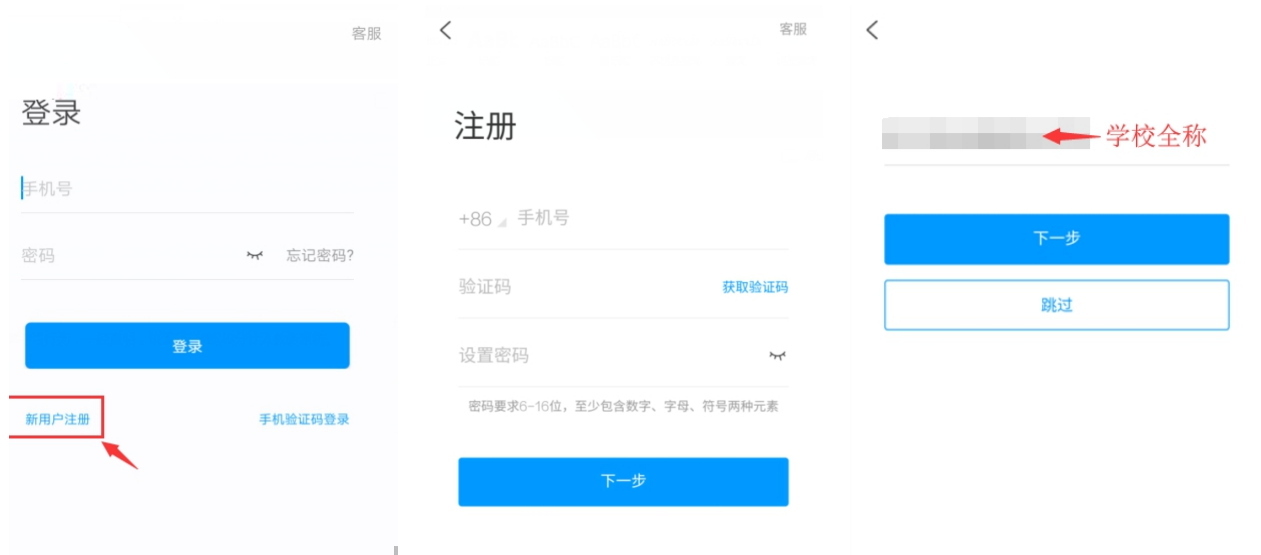 客服
登录
手机号
密码 忘记密码?
登录
新用户注册 手机验证码登录
客服
注册
+86 手机号
验证码 获取验证码
设置密码
密码要求6-16位，至少包含数字、字母、符号两种元素
下一步
学校全称
下一步
跳过